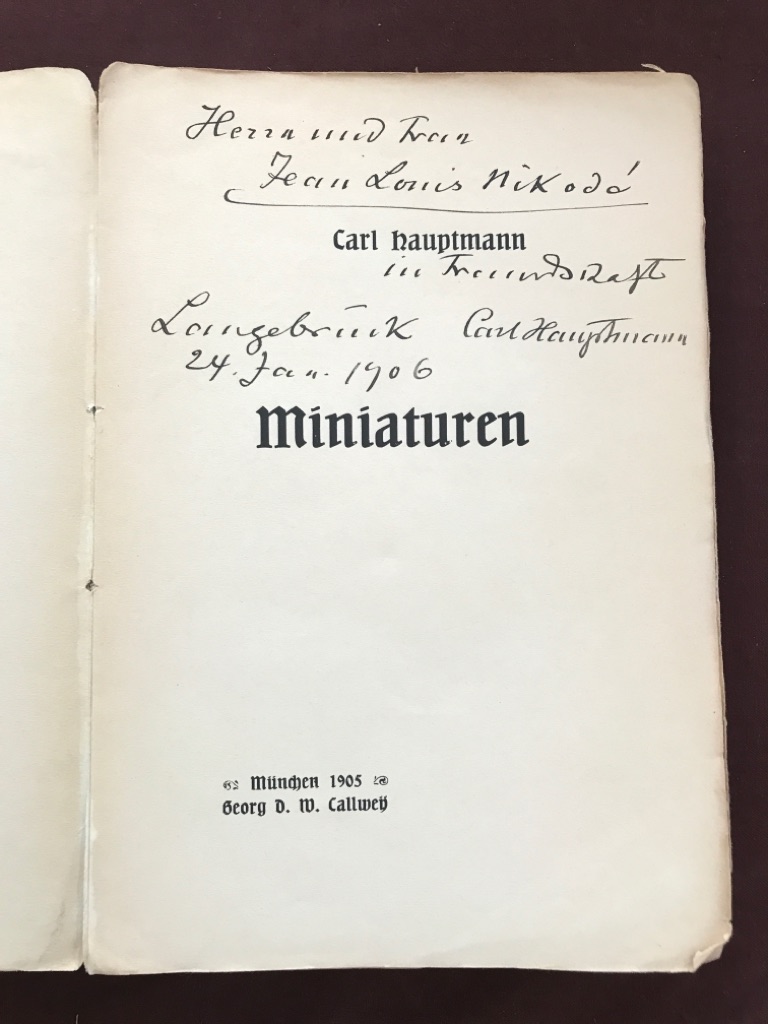 Herrn und Frau
Jean Louis Nikodé
Carl Hauptmann
in Freundschaft
Langebrück Carl Hauptmann
24. Jan. 1906
Miniaturen
München 1905
Georg D. W. Callwey